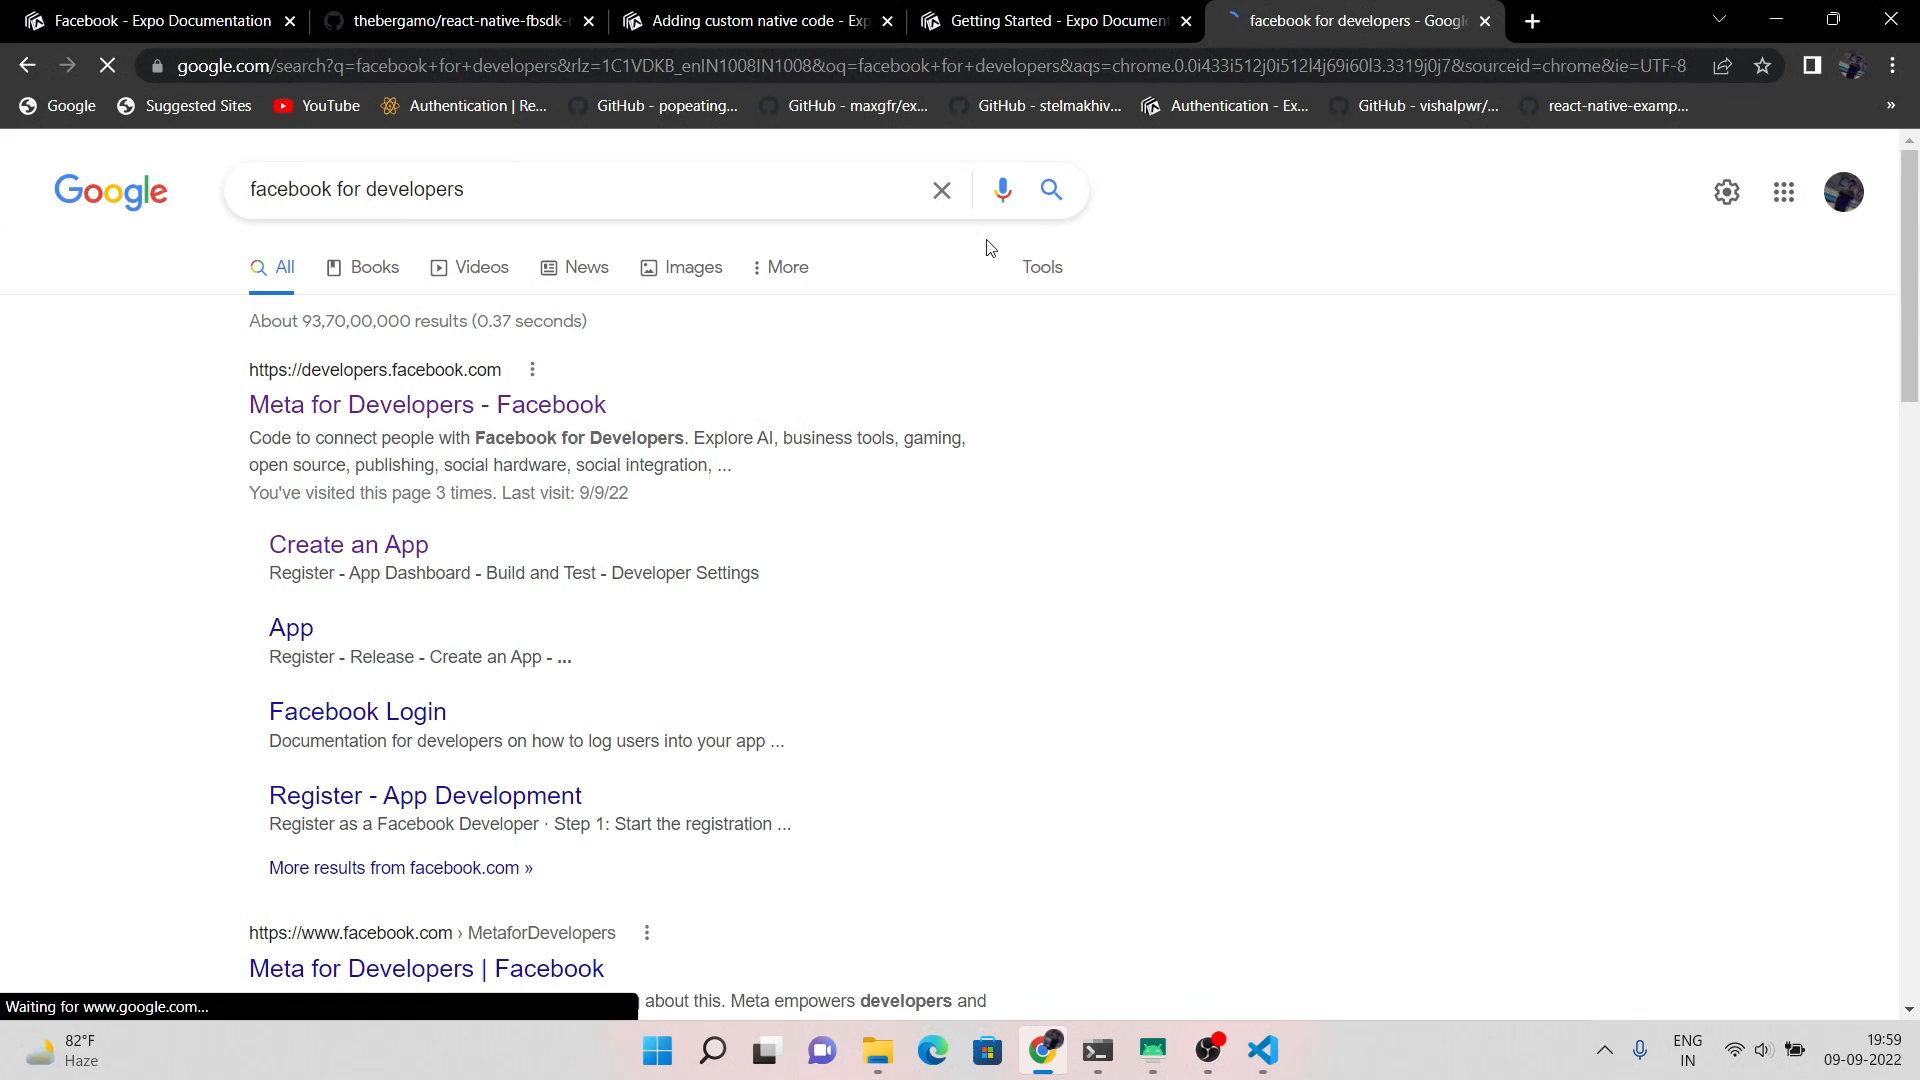 Facebook - Expo Documentation
thebergamo/react-native-fbsdk-
Adding custom native code - Exp
Getting Started - Expo Document
facebook for developers - Google
google.com/search?q=facebook+for+developers&rlz=1C1VDKB_enIN1008IN1008&oq=facebook+for+developers&aqs=chrome.0.0i433i512j0i512l4j69i60l3.3319j0j7&sourceid=chrome&ie=UTF-8
Google
Suggested Sites
YouTube
Authentication | Re...
GitHub - popeating...
GitHub - maxgfr/ex...
GitHub - stelmakhiv...
Authentication - Ex...
GitHub - vishalpwr/...
react-native-examp...
»
Google
facebook for developers
All
Books
Videos
News
Images
More
Tools
About 93,70,00,000 results (0.37 seconds)
https://developers.facebook.com
Meta for Developers - Facebook
Code to connect people with Facebook for Developers. Explore AI, business tools, gaming,
open source, publishing, social hardware, social integration, ...
You've visited this page 3 times. Last visit: 9/9/22
Create an App
Register - App Dashboard - Build and Test - Developer Settings
App
Register - Release - Create an App - ...
Facebook Login
Documentation for developers on how to log users into your app ...
Register - App Development
Register as a Facebook Developer · Step 1: Start the registration ...
More results from facebook.com »
https://www.facebook.com › MetaforDevelopers
Meta for Developers | Facebook
about this. Meta empowers developers and
Waiting for www.google.com...
82°F
Haze
ENG
IN
19:59
09-09-2022